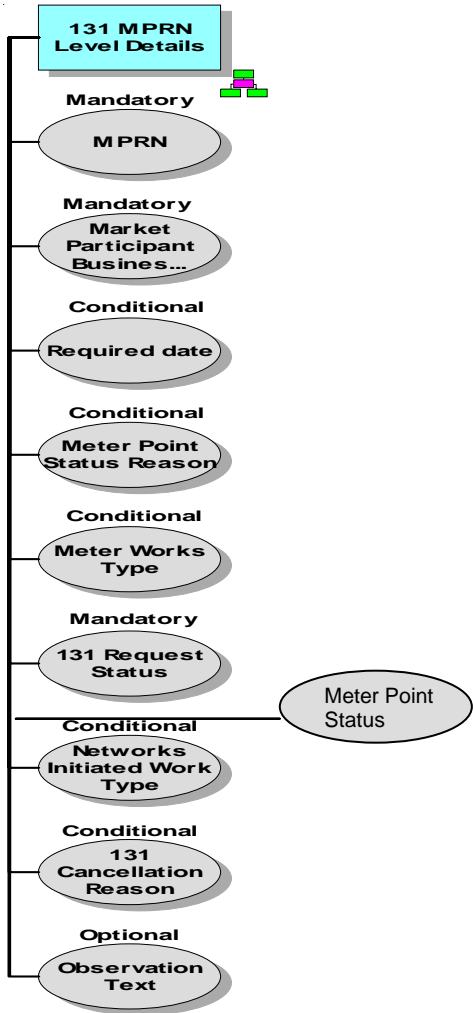 131 MPRN
Level Details
Mandatory
MPRN
Mandatory
Market
Participant
Busines...
Conditional
Required date
Conditional
Meter Point
Status Reason
Conditional
Meter Works
Type
Mandatory
131 Request
Status
Meter Point
Status
Conditional
Networks
Initiated Work
Type
Conditional
131
Cancellation
Reason
Optional
Observation
Text